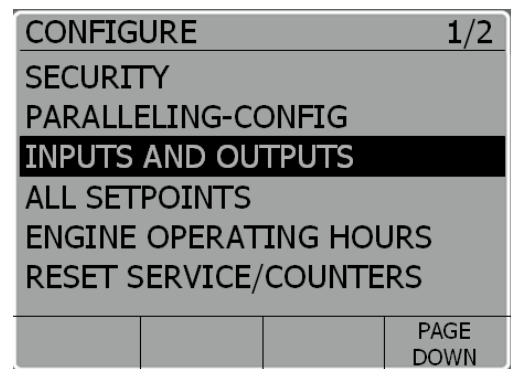 CONFIGURE 1/2
SECURITY
PARALLELING-CONFIG
INPUTS AND OUTPUTS
ALL SETPOINTS
ENGINE OPERATING HOURS
RESET SERVICE/COUNTERS
PAGE
DOWN